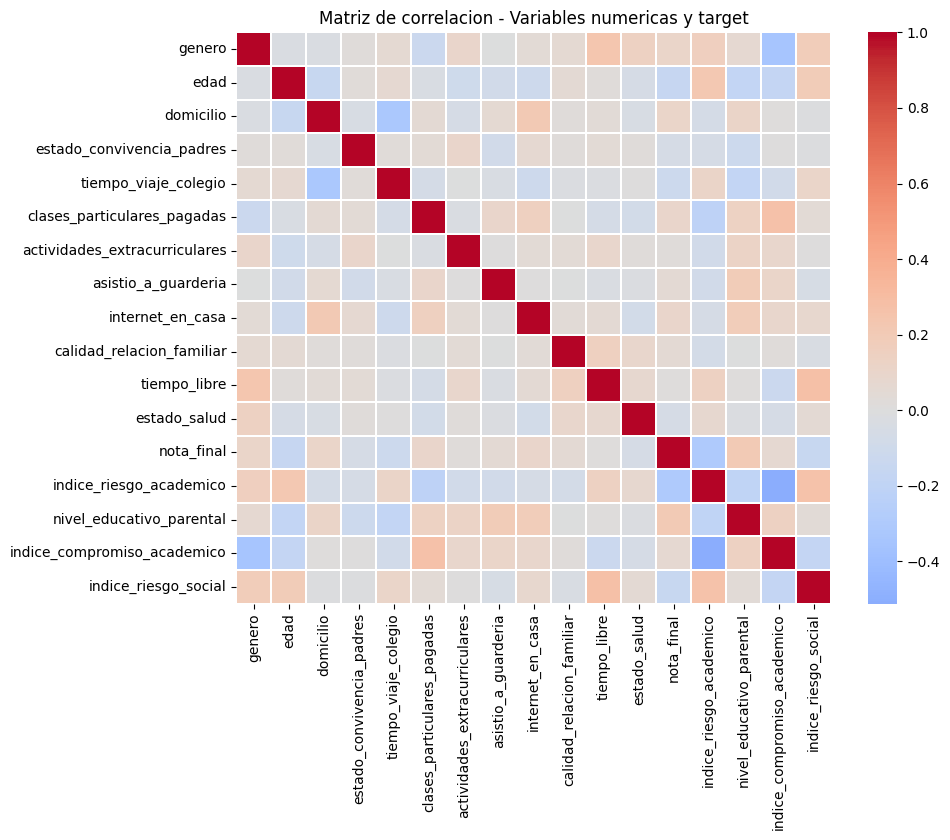 Matriz de correlacion - Variables numericas y target
genero
edad
domicilio
estado_convivencia_padres
tiempo_viaje_colegio
clases_particulares_pagadas
actividades_extracurriculares
asistio_a_guarderia
internet_en_casa
calidad_relacion_familiar
tiempo_libre
estado_salud
nota_final
indice_riesgo_academico
nivel_educativo_parental
indice_compromiso_academico
indice_riesgo_social
genero
edad
domicilio
estado_convivencia_padres
tiempo_viaje_colegio
clases_particulares_pagadas
actividades_extracurriculares
asistio_a_guarderia
internet_en_casa
calidad_relacion_familiar
tiempo_libre
estado_salud
nota_final
indice_riesgo_academico
nivel_educativo_parental
indice_compromiso_academico
indice_riesgo_social
1.0
0.8
0.6
0.4
0.2
0.0
−0.2
−0.4